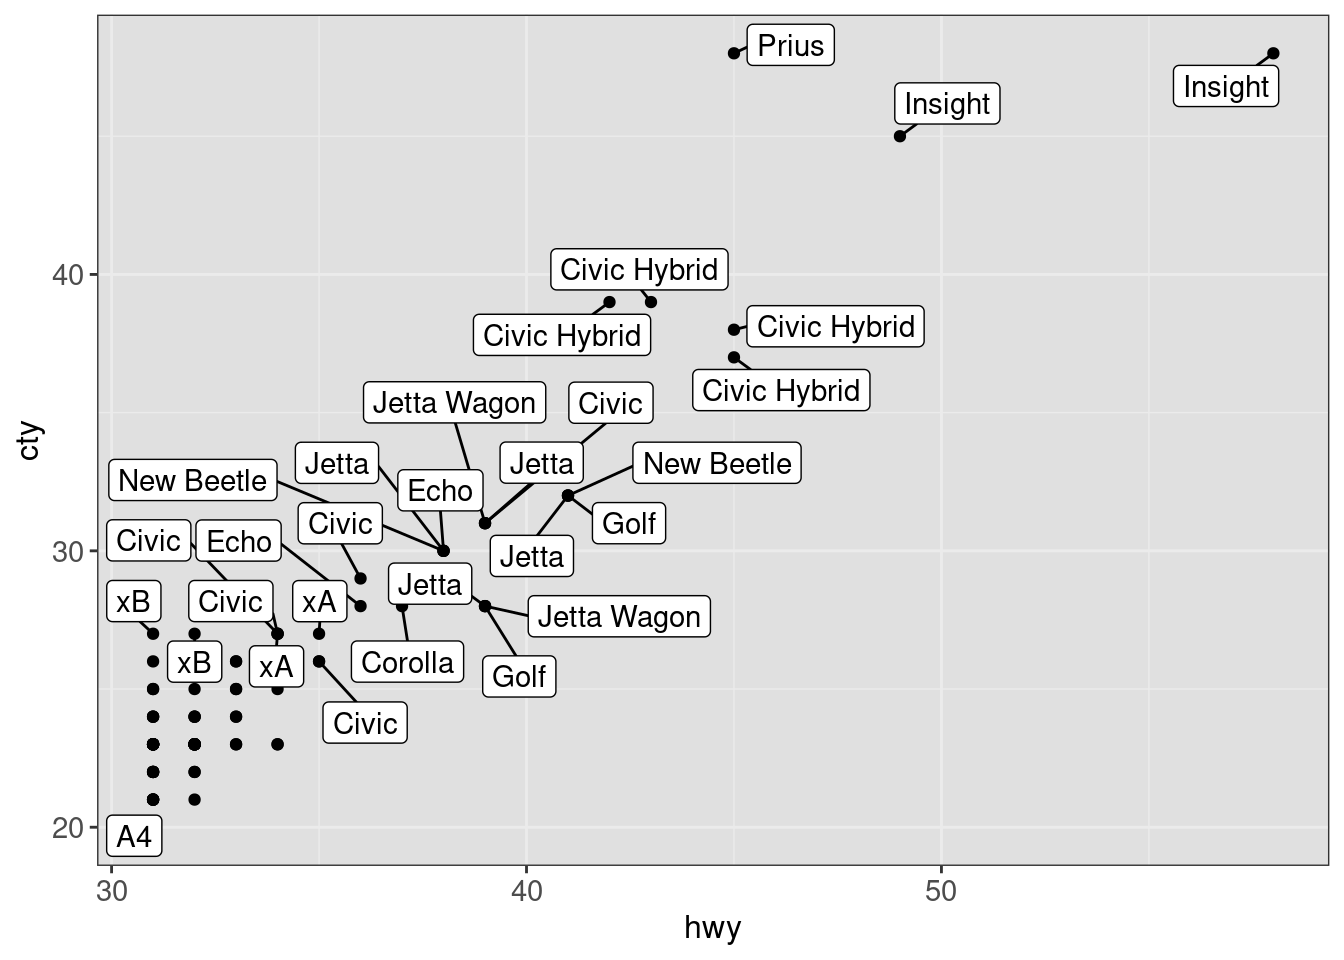 Prius
Insight
Insight
Civic Hybrid
40
Civic Hybrid
Civic Hybrid
Civic Hybrid
Jetta Wagon
Civic
cty
Jetta
Jetta
New Beetle
New Beetle
Echo
Civic
Golf
Civic
Echo
30
Jetta
Jetta
xB
Civic
xA
Jetta Wagon
xB
xA
Corolla
Golf
Civic
20
A4
30
40
50
hwy